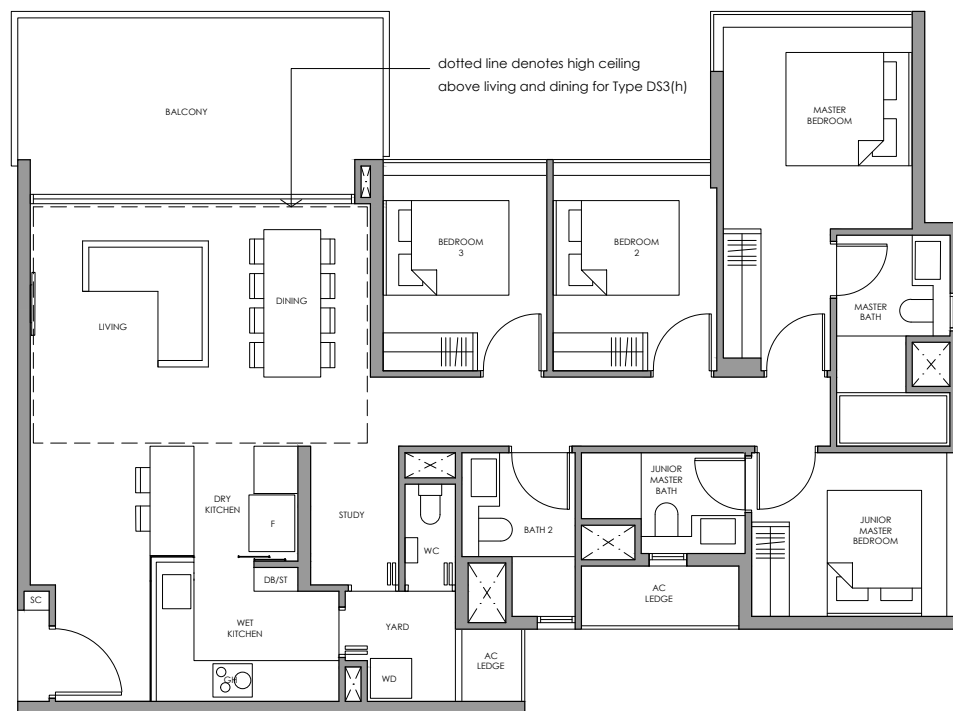 dotted line denotes high ceiling
above living and dining for Type DS3(h)
BALCONY
MASTER
BEDROOM
BEDROOM
3
BEDROOM
2
LIVING
DINING
MASTER
BATH
DRY
KITCHEN
F
STUDY
WC
BATH 2
JUNIOR
MASTER
BATH
JUNIOR
MASTER
BEDROOM
DB/ST
SC
WET
KITCHEN
YARD
AC
LEDGE
AC
LEDGE
GH
WD